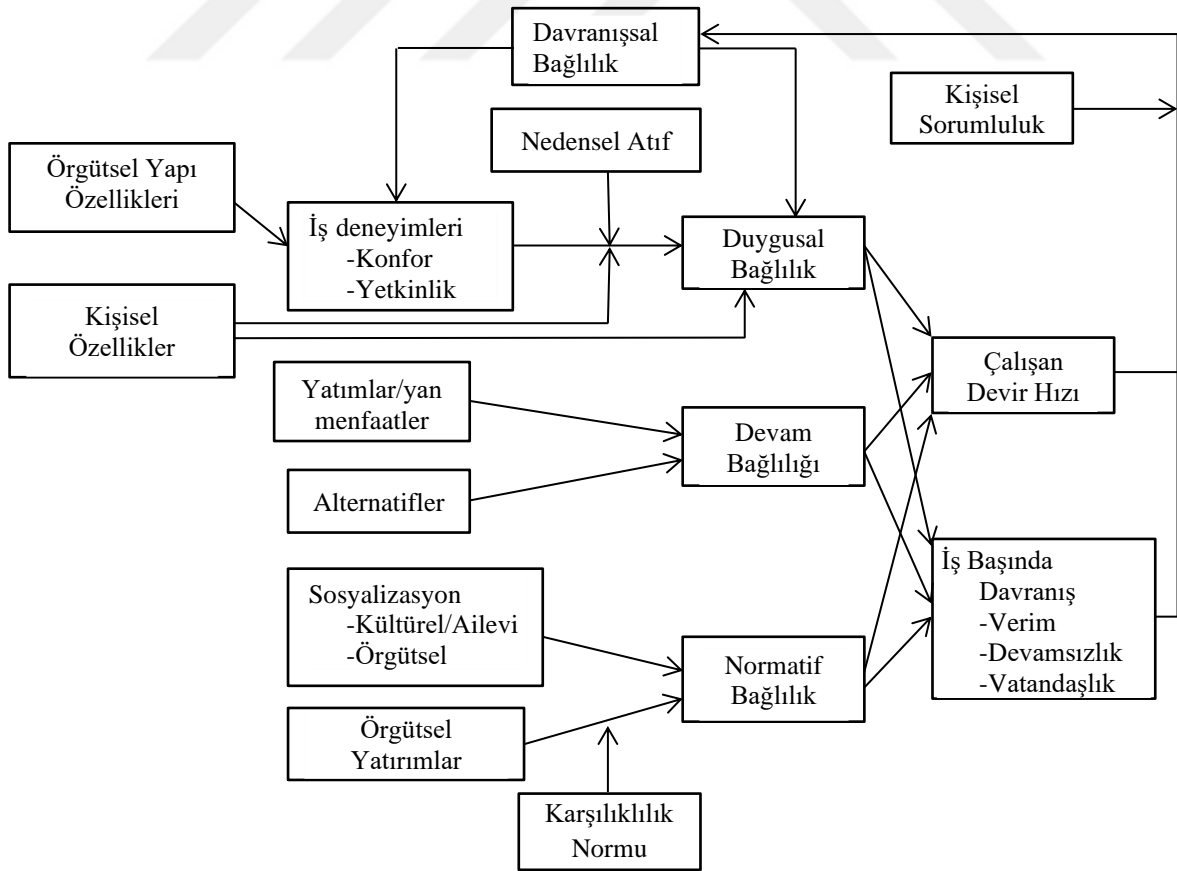 Davranışsal
Bağlılık
Kişisel
Sorumluluk
Nedensel Atıf
Örgütsel Yapı
Özellikleri
İş deneyimleri
-Konfor
-Yetkinlik
Duygusal
Bağlılık
Kişisel
Özellikler
Çalışan
Devir Hızı
Yatımlar/yan
menfaatler
Devam
Bağlılığı
Alternatifler
İş Başında
Davranış
-Verim
-Devamsızlık
-Vatandaşlık
Sosyalizasyon
-Kültürel/Ailevi
-Örgütsel
Normatif
Bağlılık
Örgütsel
Yatırımlar
Karşılıklılık
Normu